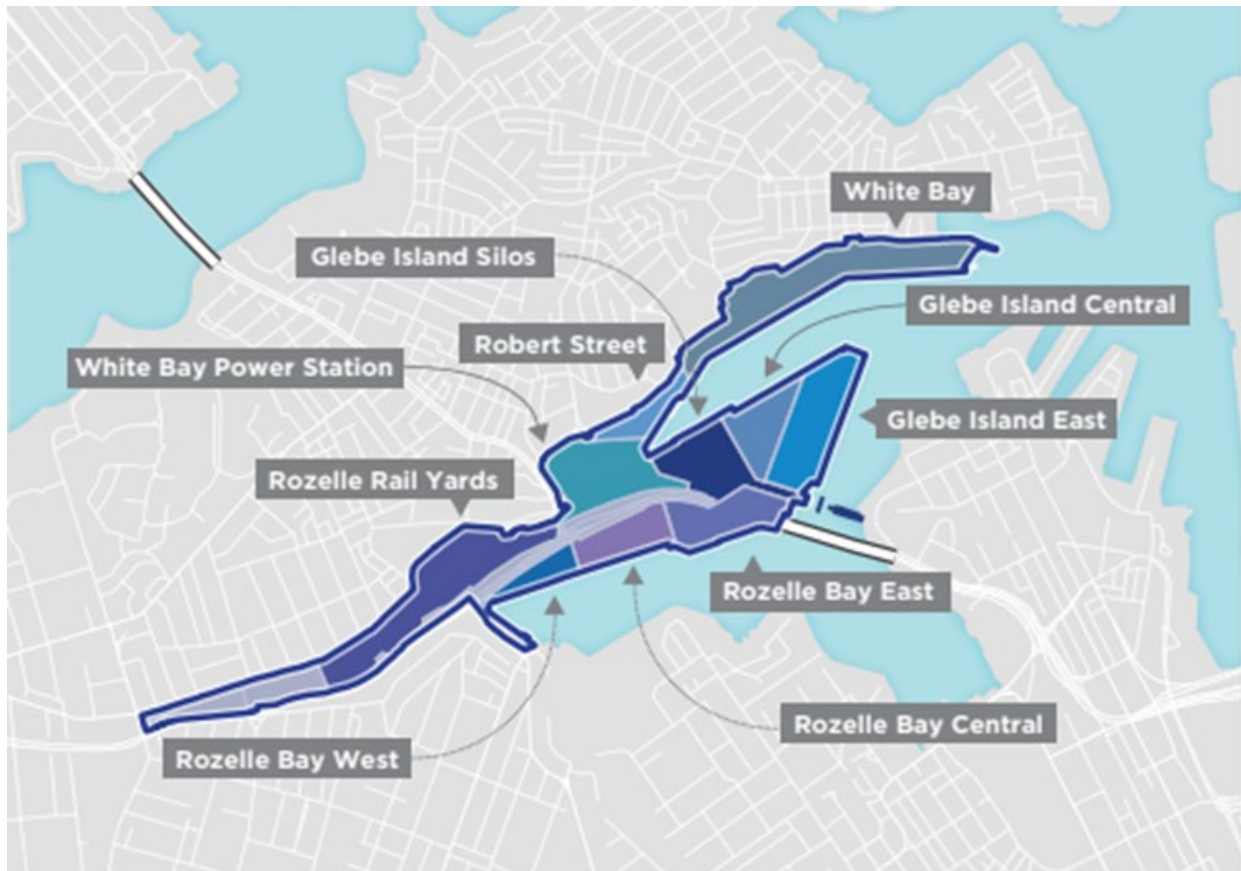 White Bay
Glebe Island Silos
Glebe Island Central
Robert Street
White Bay Power Station
Glebe Island East
Rozelle Rail Yards
Rozelle Bay East
Rozelle Bay Central
Rozelle Bay West